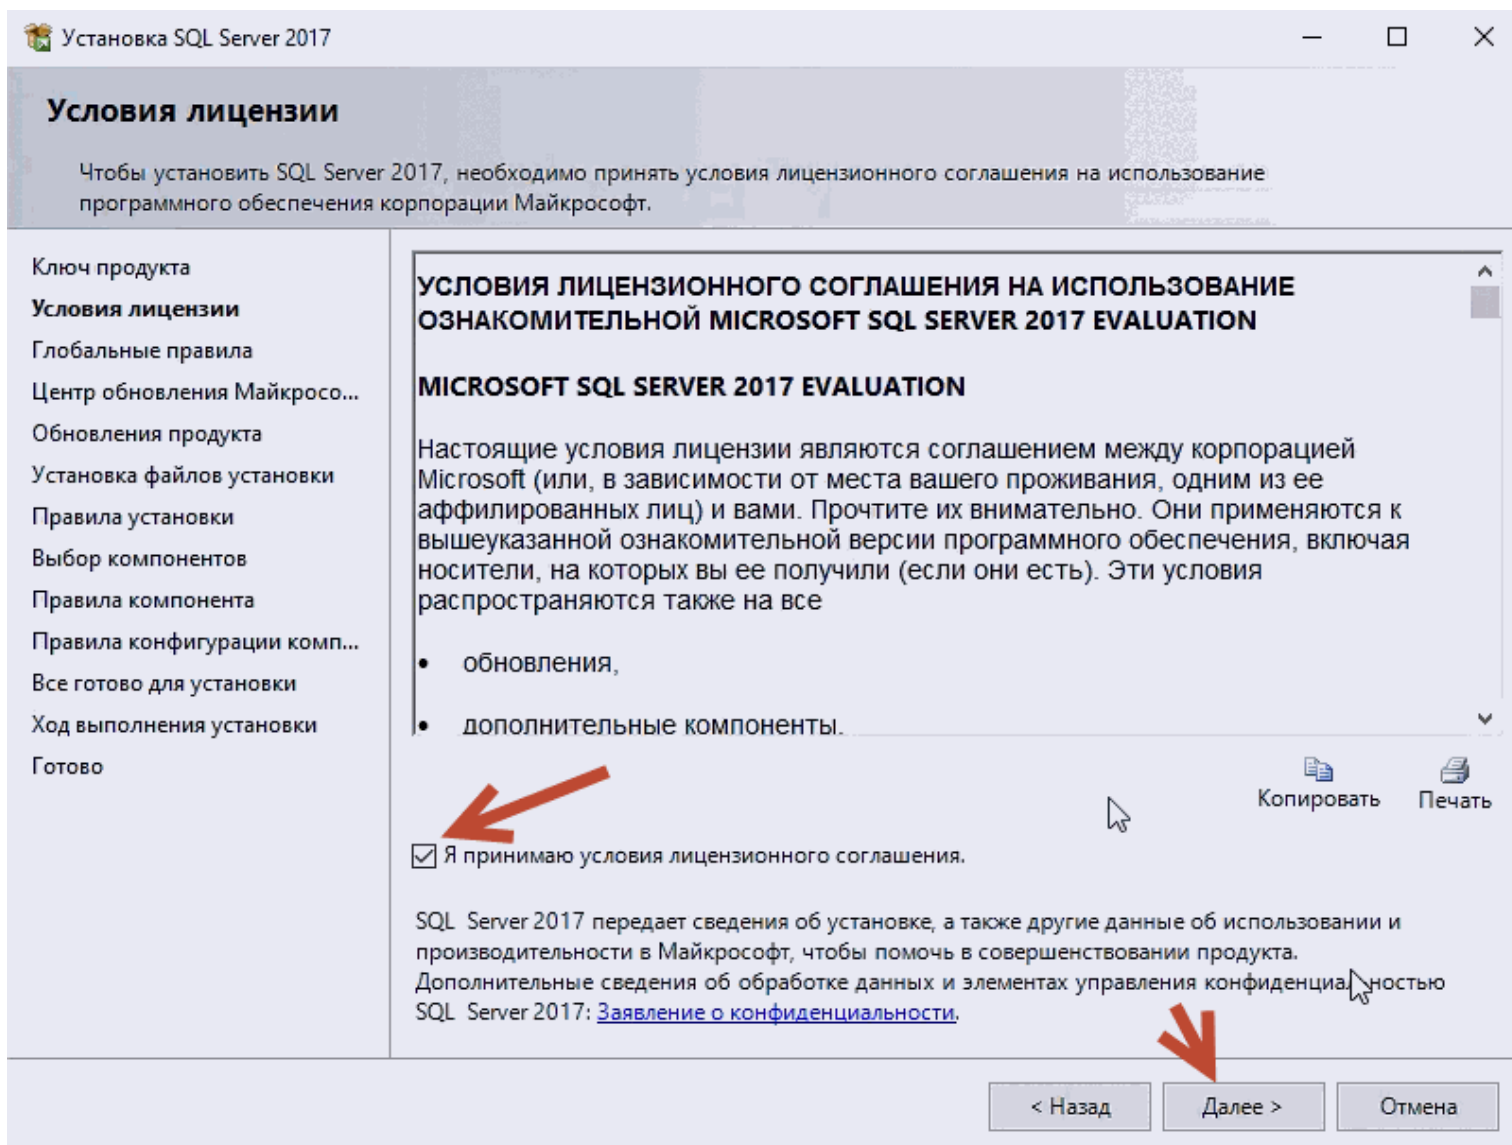 Установка SQL Server 2017
Условия лицензии
Чтобы установить SQL Server 2017, необходимо принять условия лицензионного соглашения на использование
программного обеспечения корпорации Майкрософт.
Ключ продукта
Условия лицензии
Глобальные правила
Центр обновления Майкросо...
Обновления продукта
Установка файлов установки
Правила установки
Выбор компонентов
Правила компонента
Правила конфигурации комп...
Все готово для установки
Ход выполнения установки
Готово
УСЛОВИЯ ЛИЦЕНЗИОННОГО СОГЛАШЕНИЯ НА ИСПОЛЬЗОВАНИЕ
ОЗНАКОМИТЕЛЬНОЙ MICROSOFT SQL SERVER 2017 EVALUATION
MICROSOFT SQL SERVER 2017 EVALUATION
Настоящие условия лицензии являются соглашением между корпорацией
Microsoft (или, в зависимости от места вашего проживания, одним из ее
аффилированных лиц) и вами. Прочтите их внимательно. Они применяются к
вышеуказанной ознакомительной версии программного обеспечения, включая
носители, на которых вы ее получили (если они есть). Эти условия
распространяются также на все
• обновления,
• дополнительные компоненты.
Копировать
Печать
Я принимаю условия лицензионного соглашения.
SQL Server 2017 передает сведения об установке, а также другие данные об использовании и
производительности в Майкрософт, чтобы помочь в совершенствовании продукта.
Дополнительные сведения об обработке данных и элементах управления конфиденциальностью
SQL Server 2017: Заявление о конфиденциальности.
< Назад
Далее >
Отмена